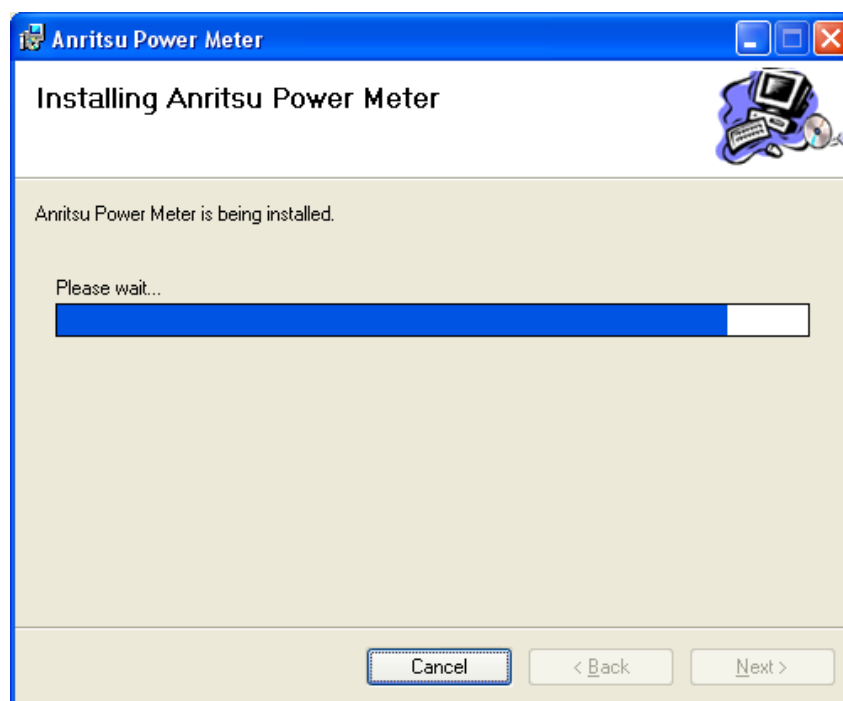 Anritsu Power Meter
Installing Anritsu Power Meter
Anritsu Power Meter is being installed.
Please wait...
Cancel
< Back
Next >